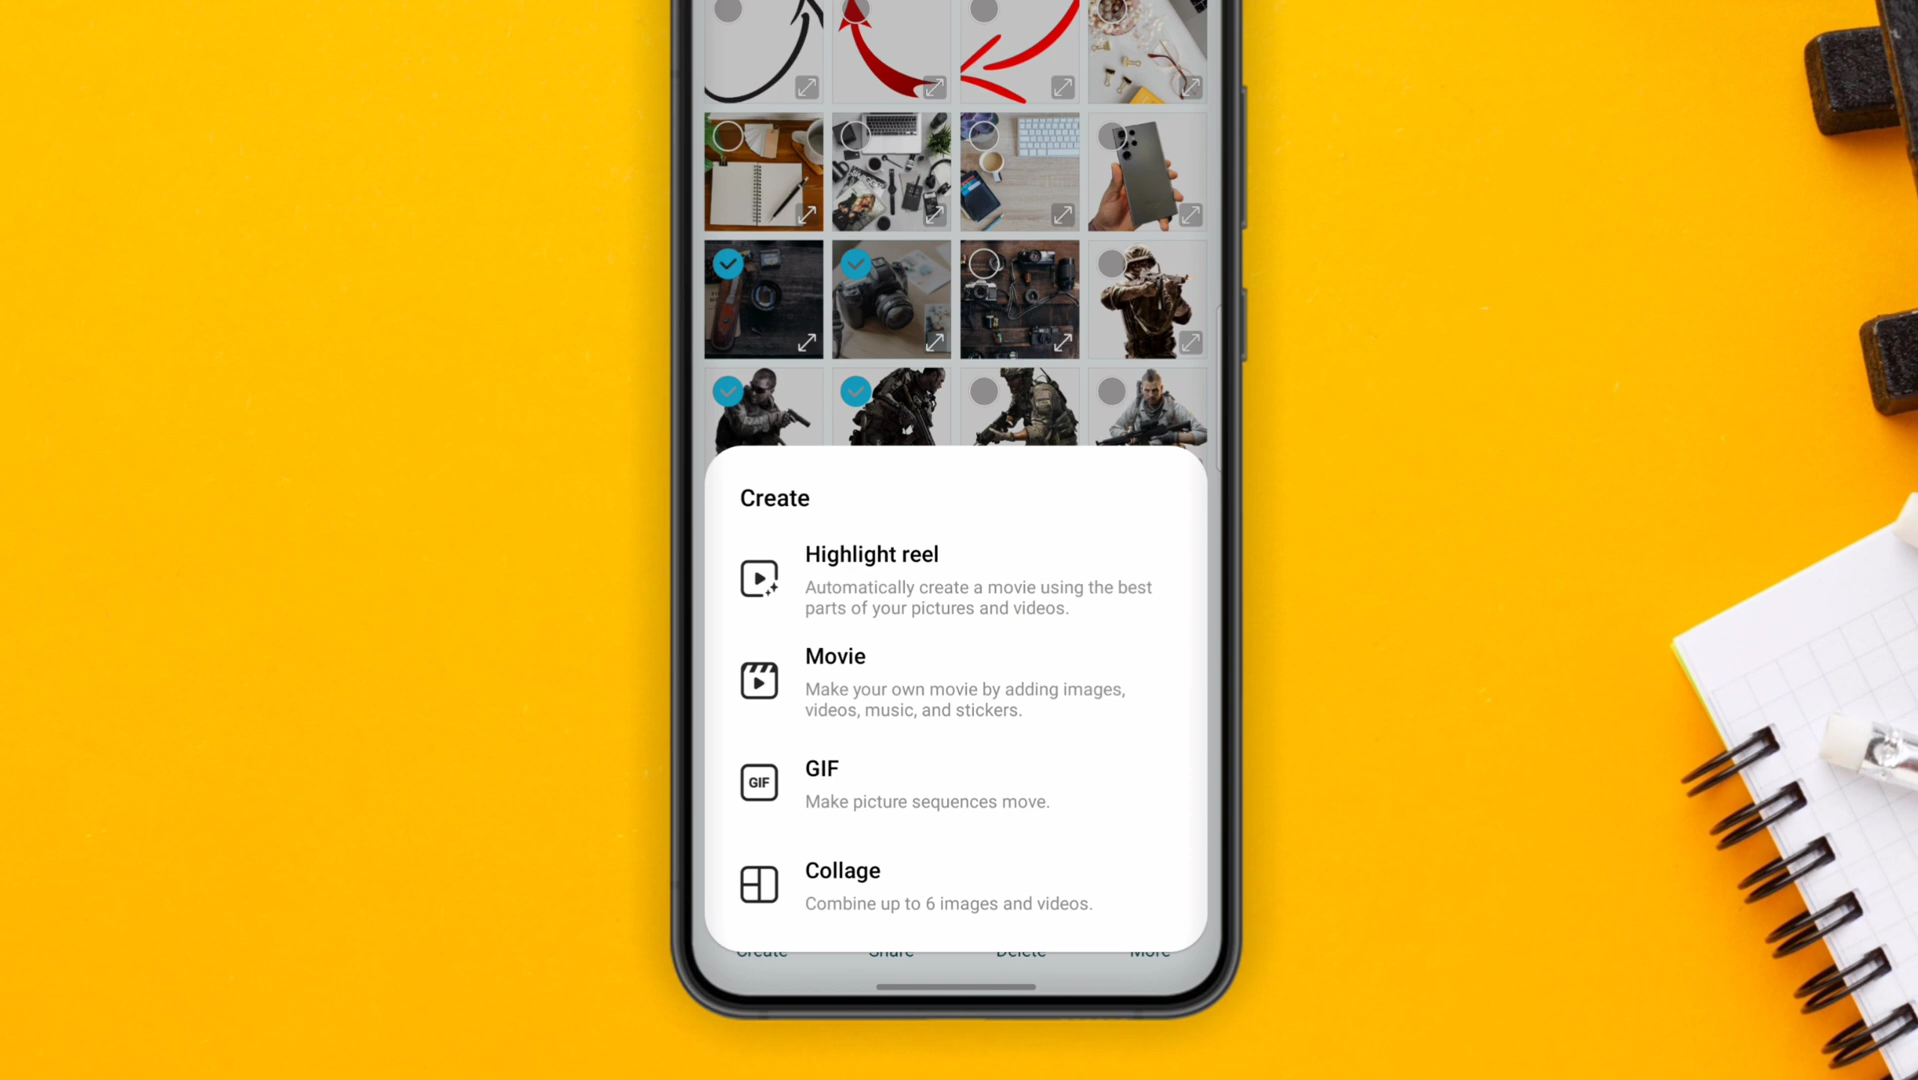 Create
Highlight reel
Automatically create a movie using the best
parts of your pictures and videos.
Movie
Make your own movie by adding images,
videos, music, and stickers.
GIF
GIF
Make picture sequences move.
Collage
Combine up to 6 images and videos.
Create Share Delete More